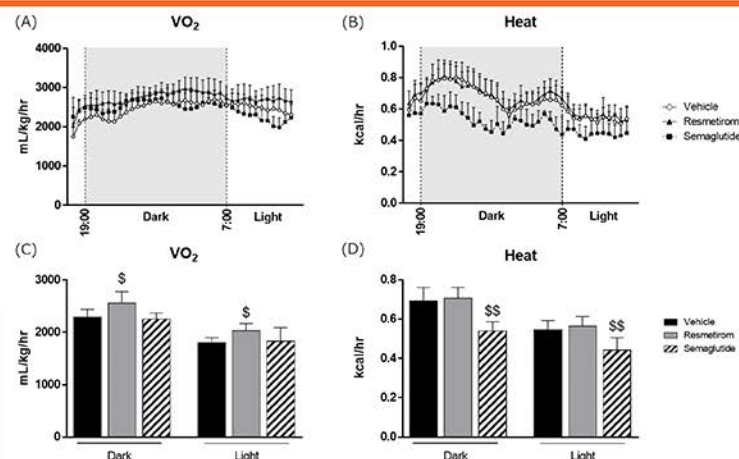 (A)
VO₂
4000
3000
2000
1000
0
mL/kg/hr
19:00
Dark
7:00
Light
(B)
Heat
1.0
0.8
0.6
0.4
0.2
0.0
kcal/hr
19:00
Dark
7:00
Light
Vehicle
Resmetirom
Semaglutide
(C)
VO₂
3000
2000
1000
0
mL/kg/hr
$
$
Dark
Light
(D)
Heat
0.8
0.6
0.4
0.2
0.0
kcal/hr
$$
$$
Dark
Light
Vehicle
Resmetirom
Semaglutide